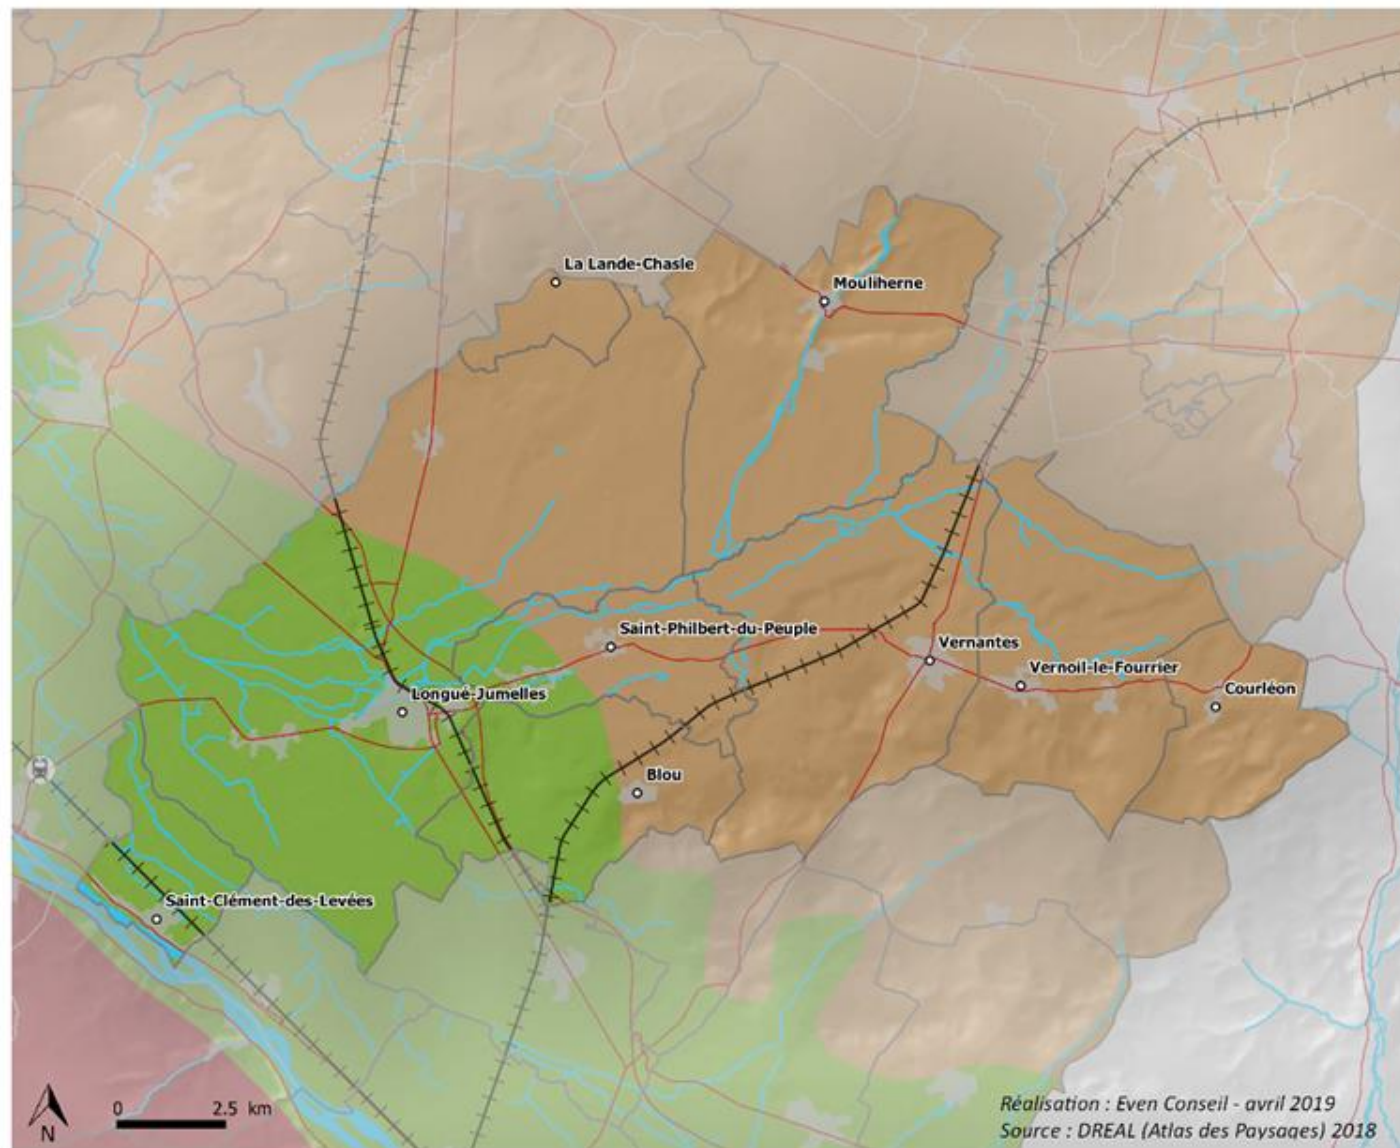 La Lande-Chasle
Mouliherne
Saint-Philbert-du-Peuple
Vernantes
Vernoil-le-Fourrier
Longué-Jumelles
Courléon
Blou
Saint-Clément-des-Levées
0 2.5 km
N
Réalisation : Even Conseil - avril 2019
Source : DREAL (Atlas des Paysages) 2018